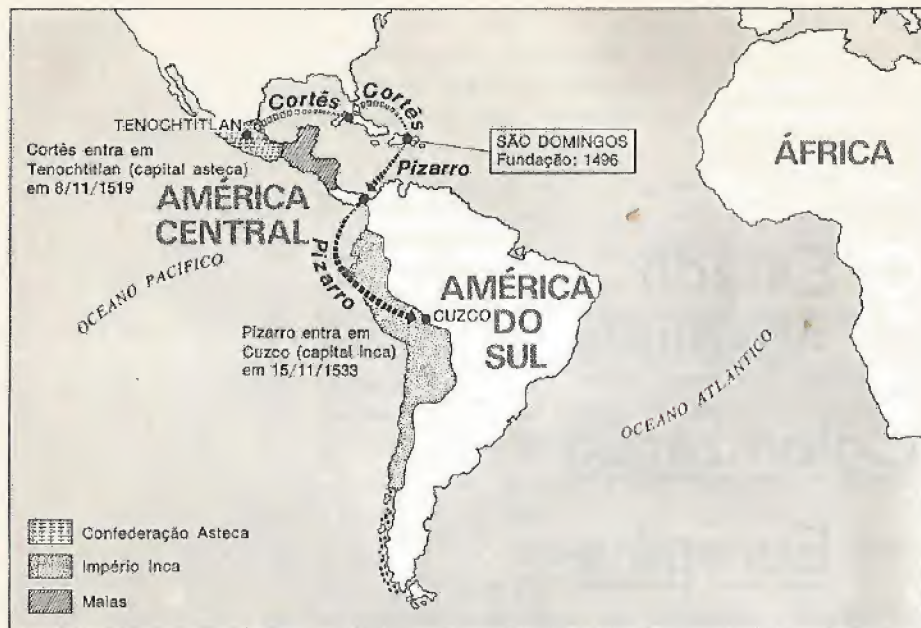 Cortês
Cortês
TENOCHTITLAN
SÃO DOMINGOS
Fundação: 1496
Cortês entra em
Tenochtitlan (capital asteca)
em 8/11/1519
Pizarro
ÁFRICA
AMÉRICA
CENTRAL
Pizarro
OCEANO PACÍFICO
AMÉRICA
DO
SUL
CUZCO
Pizarro entra em
Cuzco (capital inca)
em 15/11/1533
OCEANO ATLÂNTICO
Confederação Asteca
Império Inca
Maias